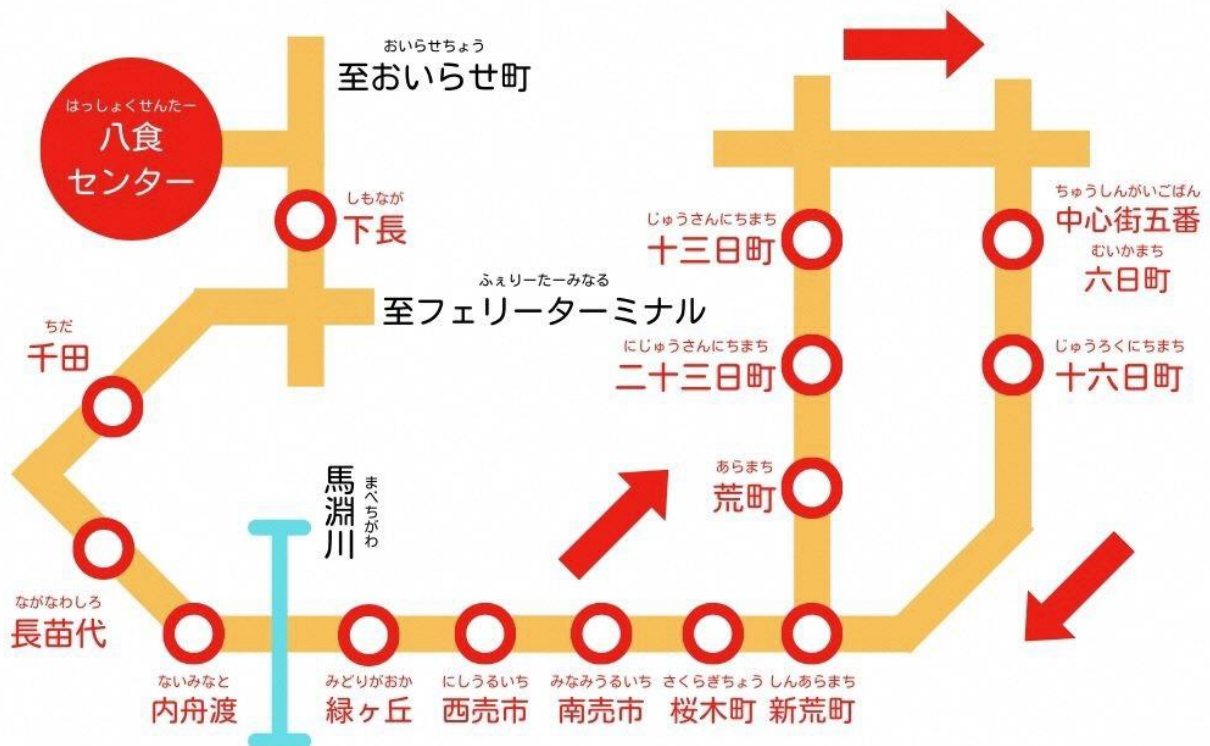 おいらせちょう
至おいらせ町
はっしょくせんたー
八食
センター
しもなが
下長
ふぇりーたーみなる
至フェリーターミナル
ちだ
千田
ながなわしろ
長苗代
ないみなと
内舟渡
まべちがわ
馬淵川
みどりがおか
緑ヶ丘
にしうるいち
西売市
みなみうるいち
南売市
さくらぎちょう
桜木町
しんあらまち
新荒町
あらまち
荒町
にじゅうさんにちまち
二十三日町
じゅうさんにちまち
十三日町
ちゅうしんがいごばん
中心街五番
むいかまち
六日町
じゅうろくにちまち
十六日町